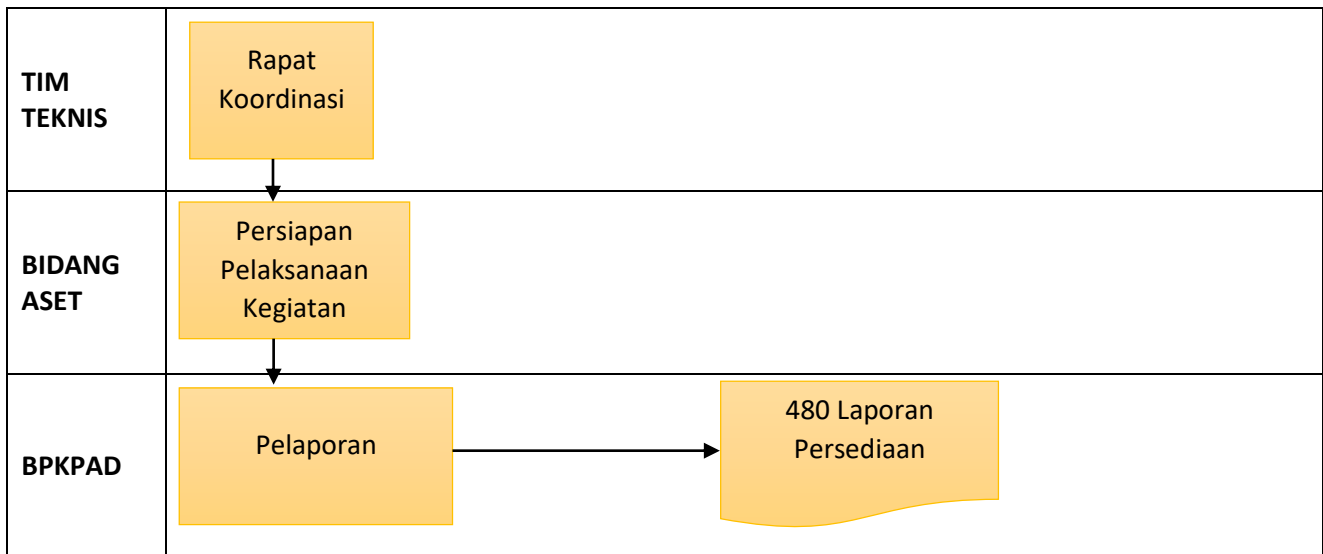 TIM
TEKNIS
Rapat
Koordinasi
BIDANG
ASET
Persiapan
Pelaksanaan
Kegiatan
BPKPAD
Pelaporan
480 Laporan
Persediaan